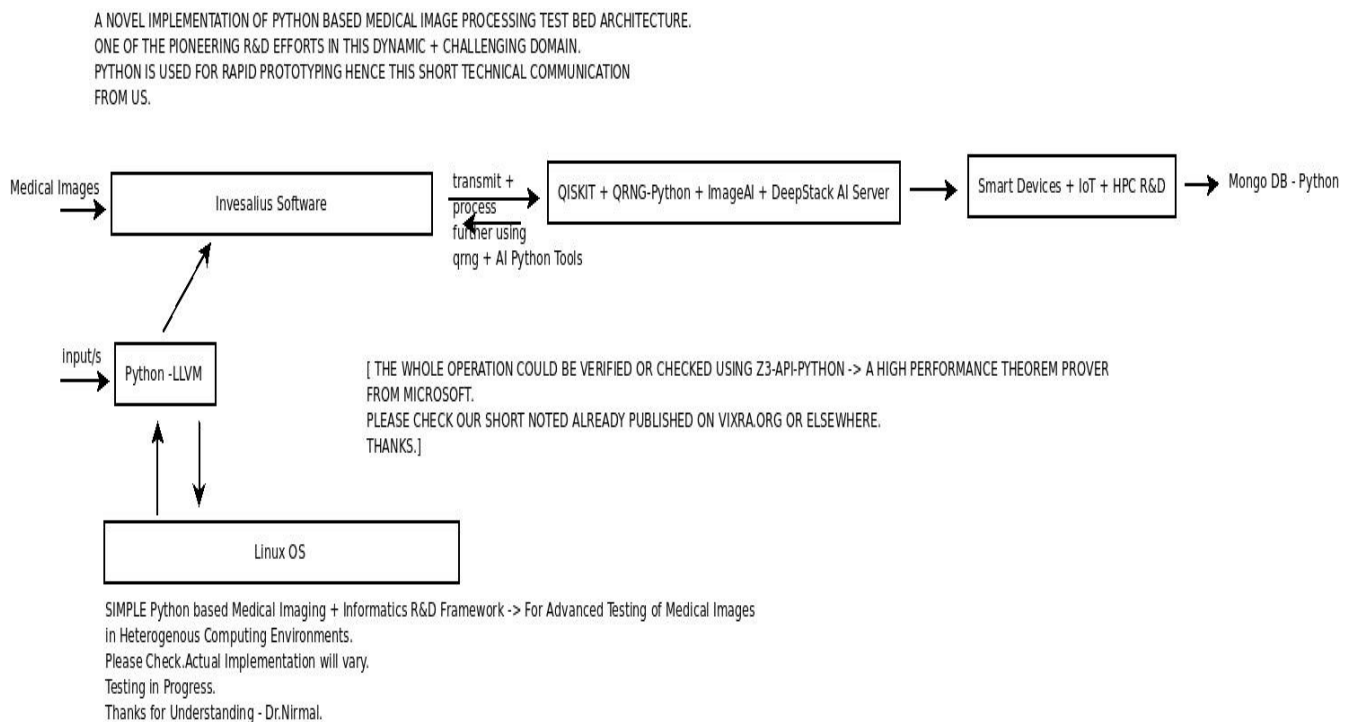 A NOVEL IMPLEMENTATION OF PYTHON BASED MEDICAL IMAGE PROCESSING TEST BED ARCHITECTURE.
ONE OF THE PIONEERING R&D EFFORTS IN THIS DYNAMIC + CHALLENGING DOMAIN.
PYTHON IS USED FOR RAPID PROTOTYPING HENCE THIS SHORT TECHNICAL COMMUNICATION
FROM US.
Medical Images
Invesalius Software
transmit +
process
further using
qrng + AI Python Tools
QISKIT + QRNG-Python + ImageAI + DeepStack AI Server
Smart Devices + IoT + HPC R&D
Mongo DB - Python
input/s
Python -LLVM
[ THE WHOLE OPERATION COULD BE VERIFIED OR CHECKED USING Z3-API-PYTHON -> A HIGH PERFORMANCE THEOREM PROVER
FROM MICROSOFT.
PLEASE CHECK OUR SHORT NOTED ALREADY PUBLISHED ON VIXRA.ORG OR ELSEWHERE.
THANKS.]
Linux OS
SIMPLE Python based Medical Imaging + Informatics R&D Framework -> For Advanced Testing of Medical Images
in Heterogenous Computing Environments.
Please Check.Actual Implementation will vary.
Testing in Progress.
Thanks for Understanding - Dr.Nirmal.